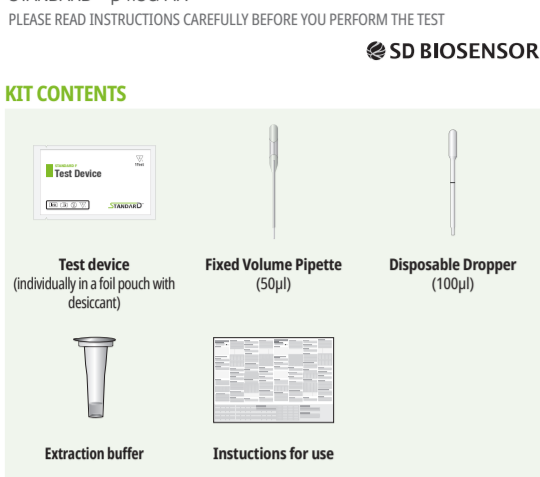 PLEASE READ INSTRUCTIONS CAREFULLY BEFORE YOU PERFORM THE TEST
SD BIOSENSOR
KIT CONTENTS
STANDARD F
Test Device
STANDARD
Test device
(individually in a foil pouch with
desiccant)
Fixed Volume Pipette
(50μl)
Disposable Dropper
(100μl)
Extraction buffer
Instuctions for use